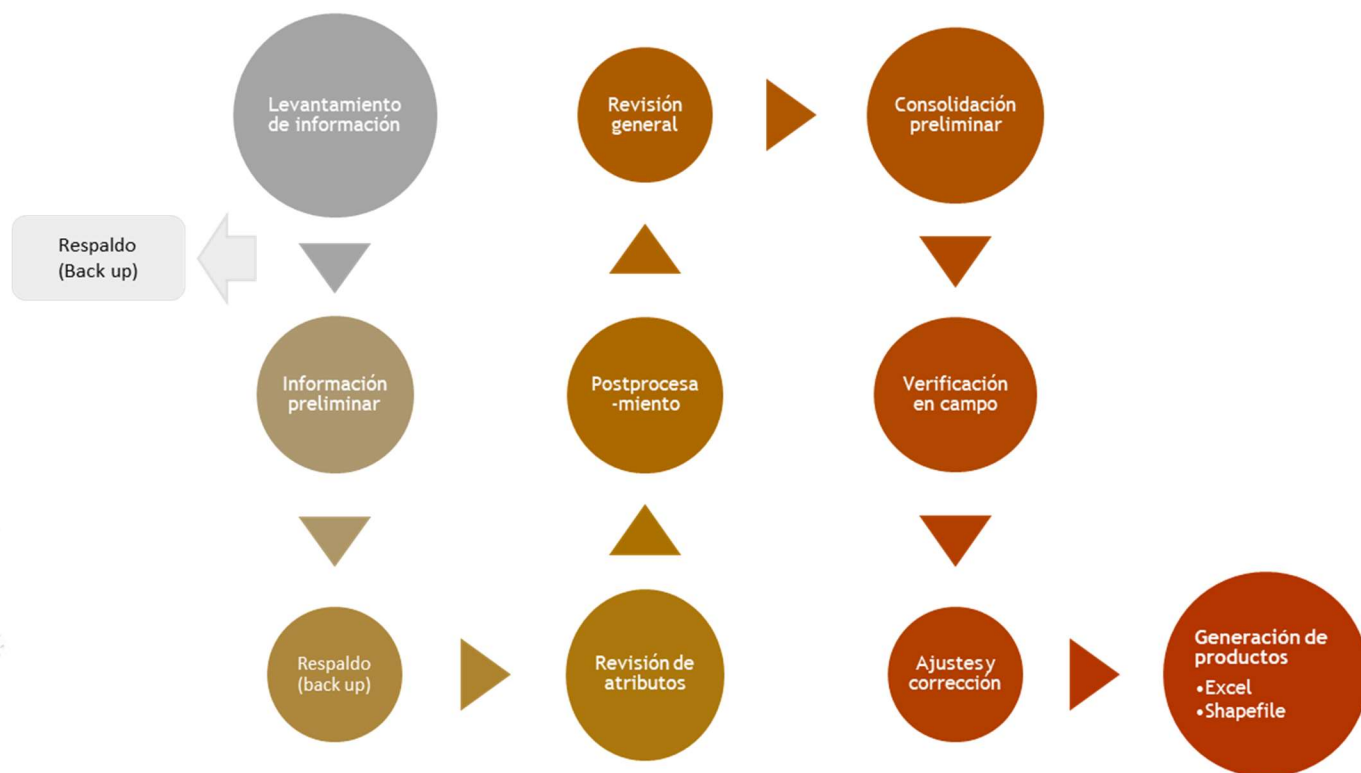 Levantamiento
de información
Respaldo
(Back up)
Información
preliminar
Respaldo
(back up)
Revisión de
atributos
Postprocesa
-miento
Revisión
general
Consolidación
preliminar
Verificación
en campo
Ajustes y
corrección
Generación de
productos
•Excel
•Shapefile